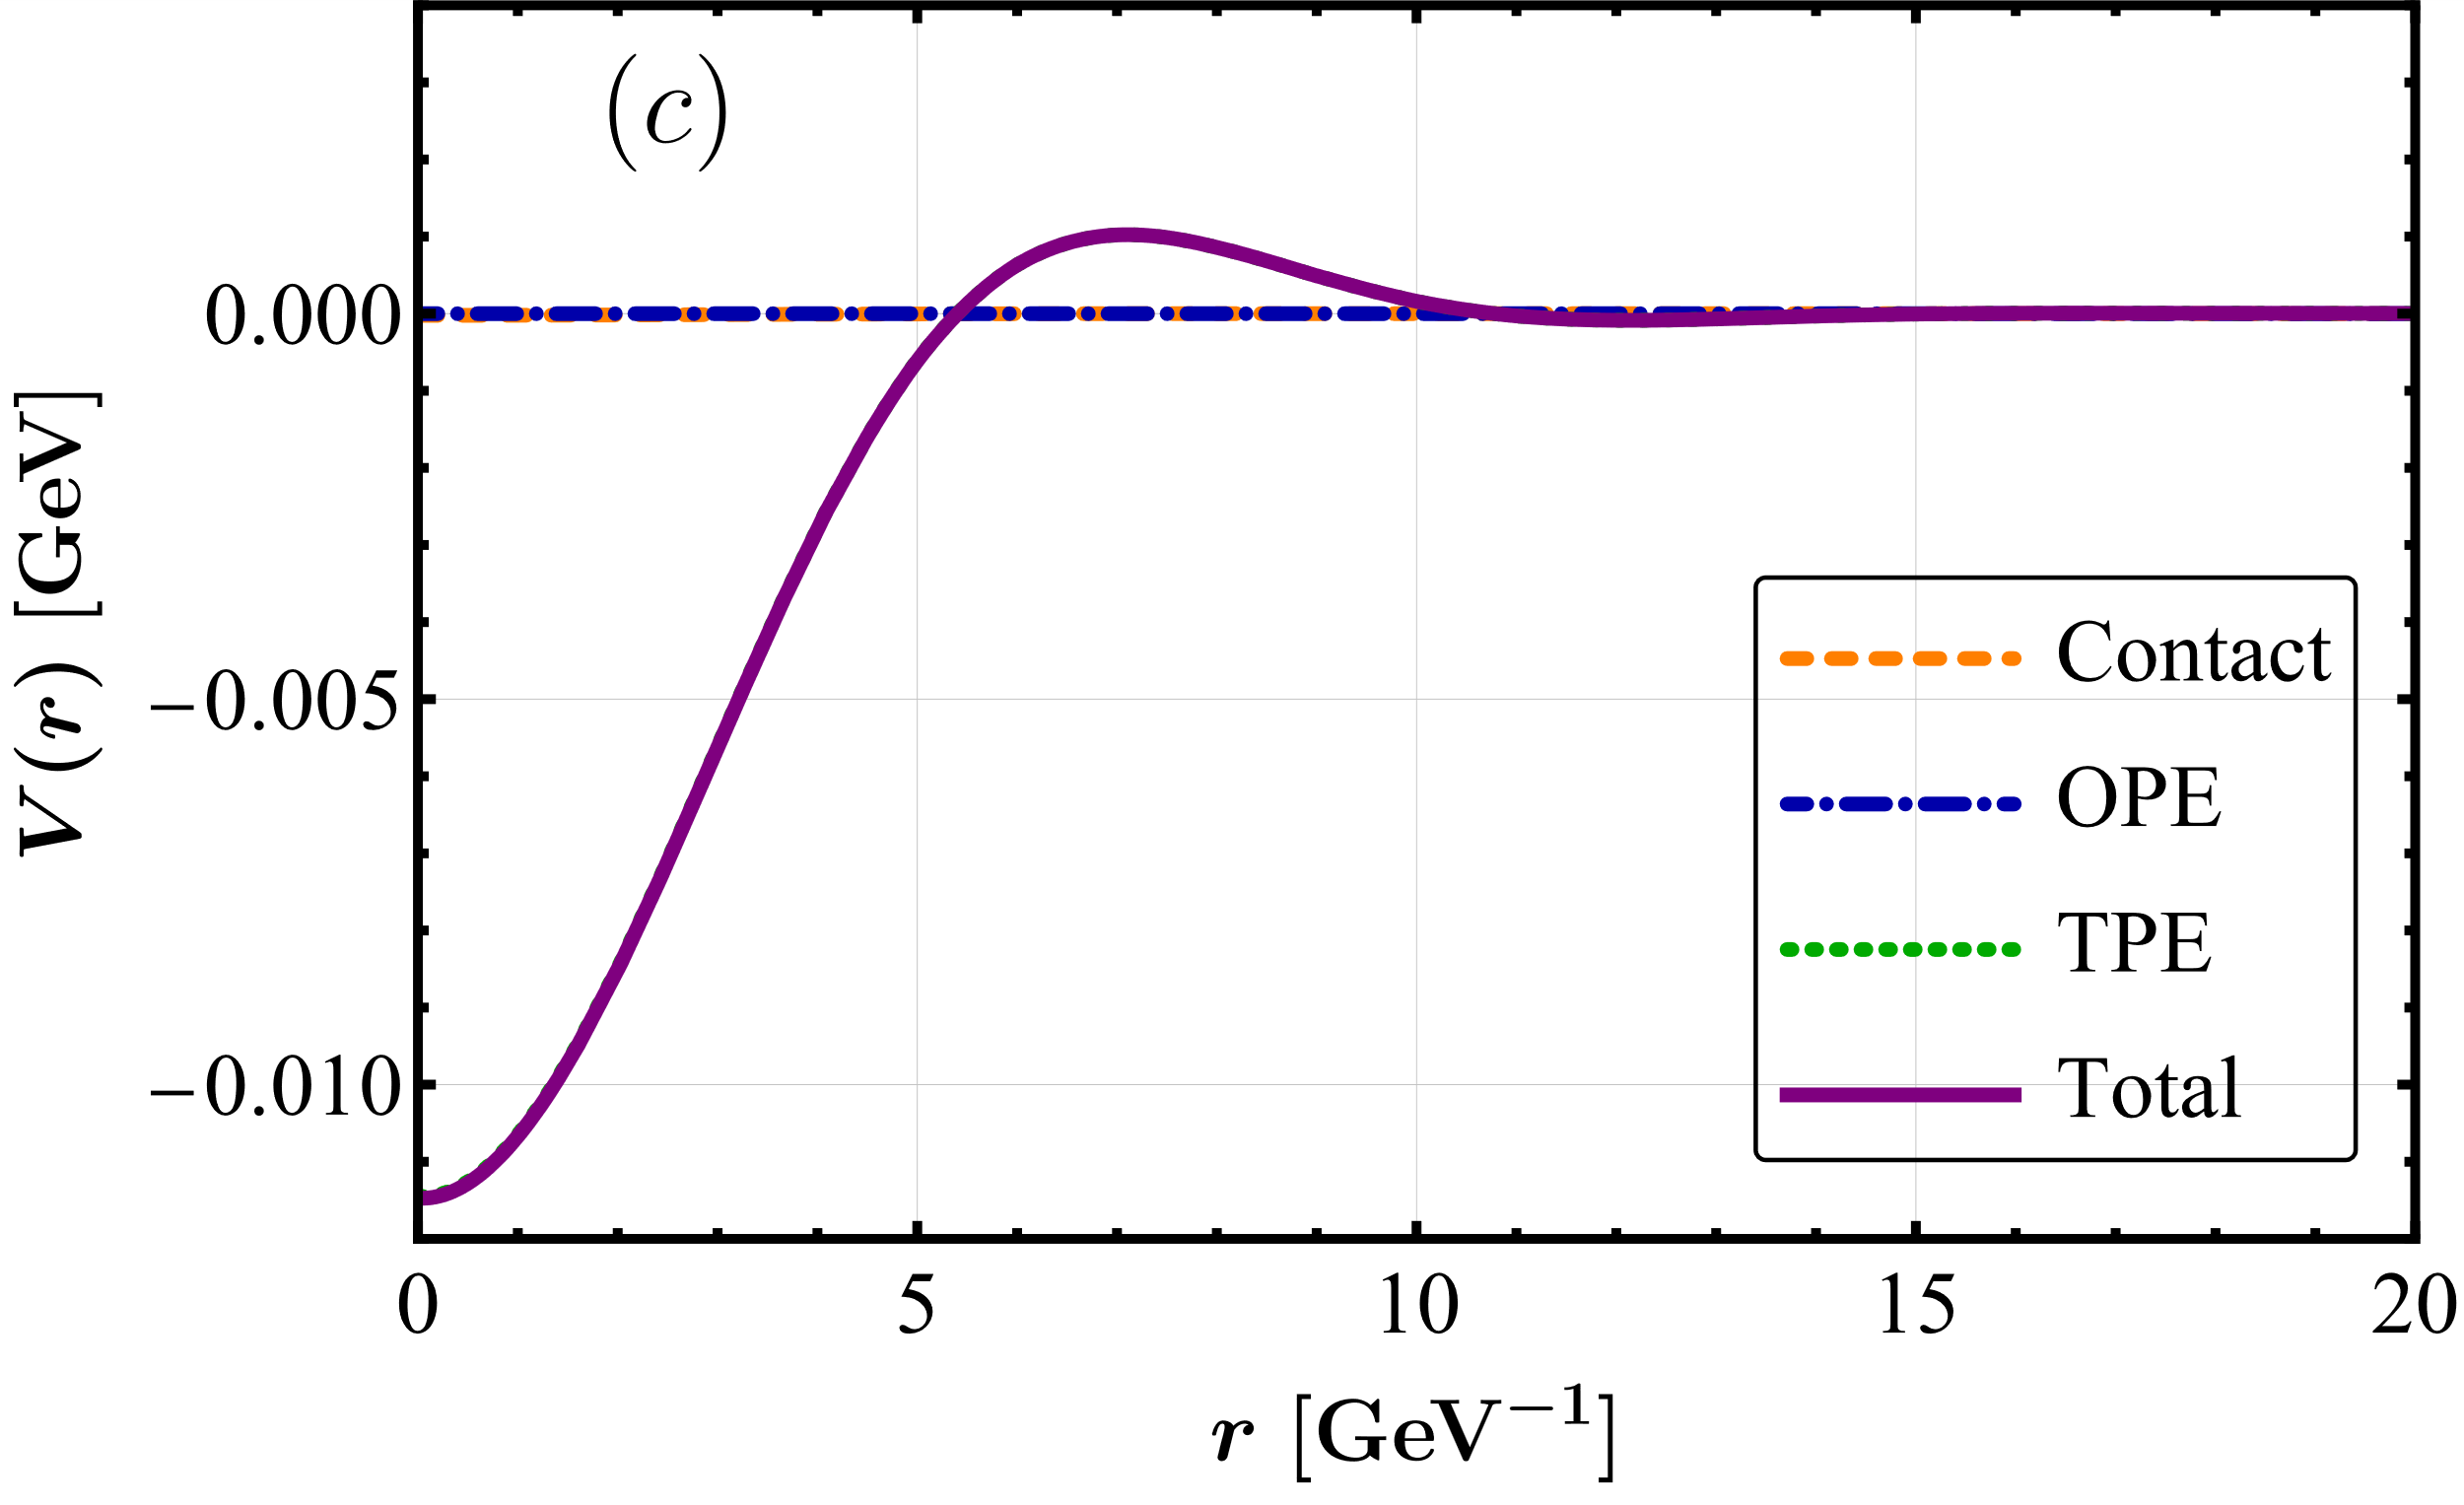 (c)
0.000
−0.005
−0.010
V(r) [GeV]
Contact
OPE
TPE
Total
0 5 10 15 20
r [GeV⁻¹]